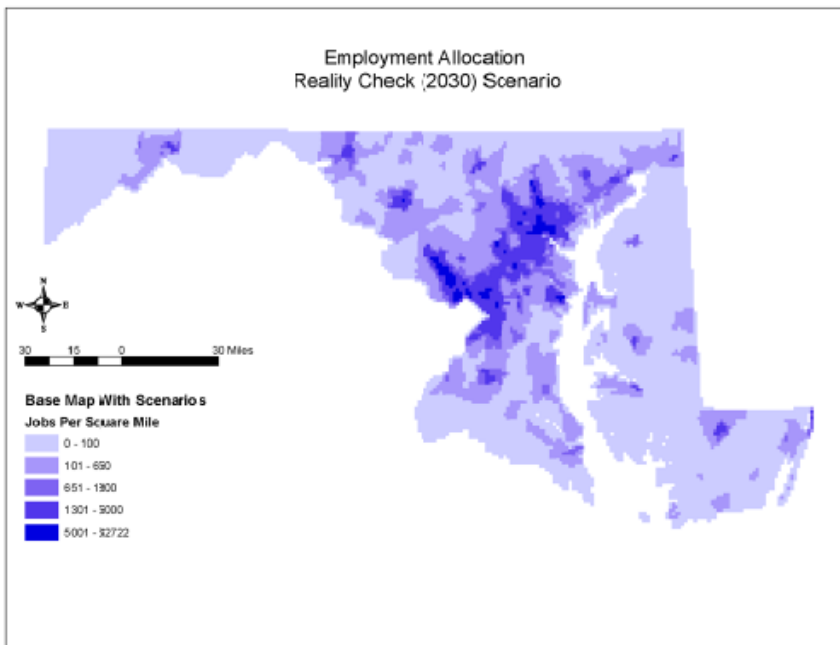 Employment Allocation
Reality Check (2030) Scenario
N
W E
S
30 15 0 30 Miles
Base Map With Scenarios
Jobs Per Square Mile
0 - 100
101 - 650
651 - 1300
1301 - 5000
5001 -